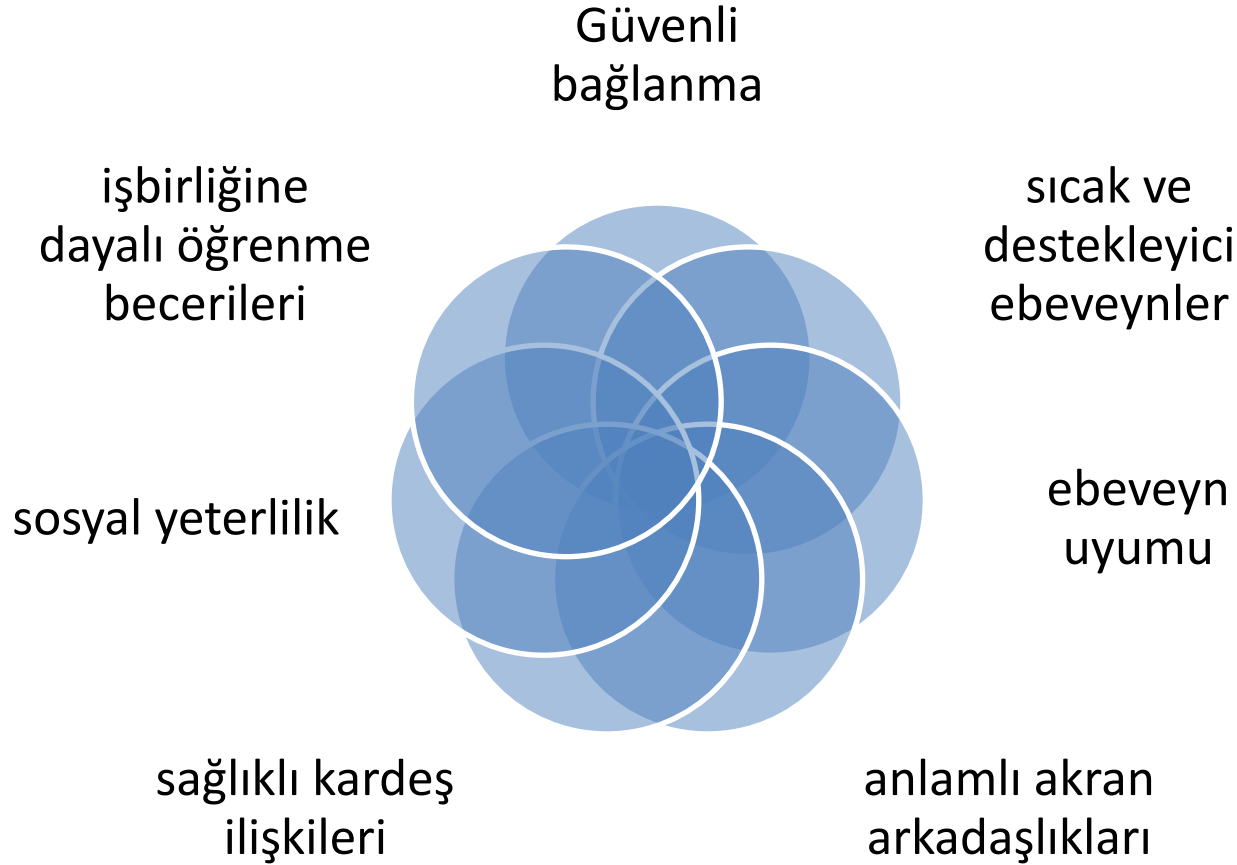 Güvenli
bağlanma
sıcak ve
destekleyici
ebeveynler
ebeveyn
uyumu
anlamlı akran
arkadaşlıkları
sağlıklı kardeş
ilişkileri
sosyal yeterlilik
işbirliğine
dayalı öğrenme
becerileri